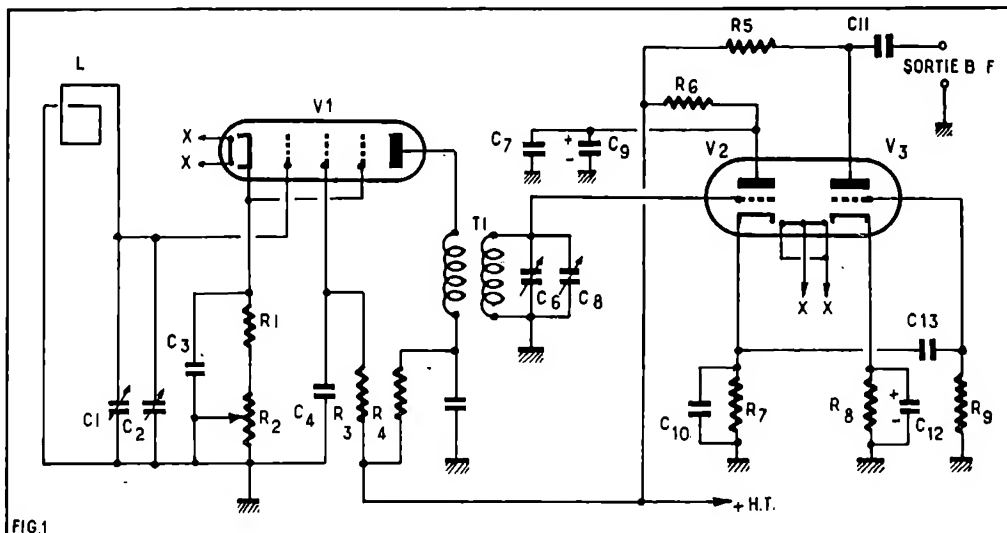 L
V1
X
X
R1
C3
R2
C1
C2
C4
R3
R4
T1
C6
C8
C7
+
-
C9
R5
R6
C11
SORTIE B F
V2
V3
X
X
C13
C10
R7
R8
+
-
C12
R9
+ H.T.
FIG.1